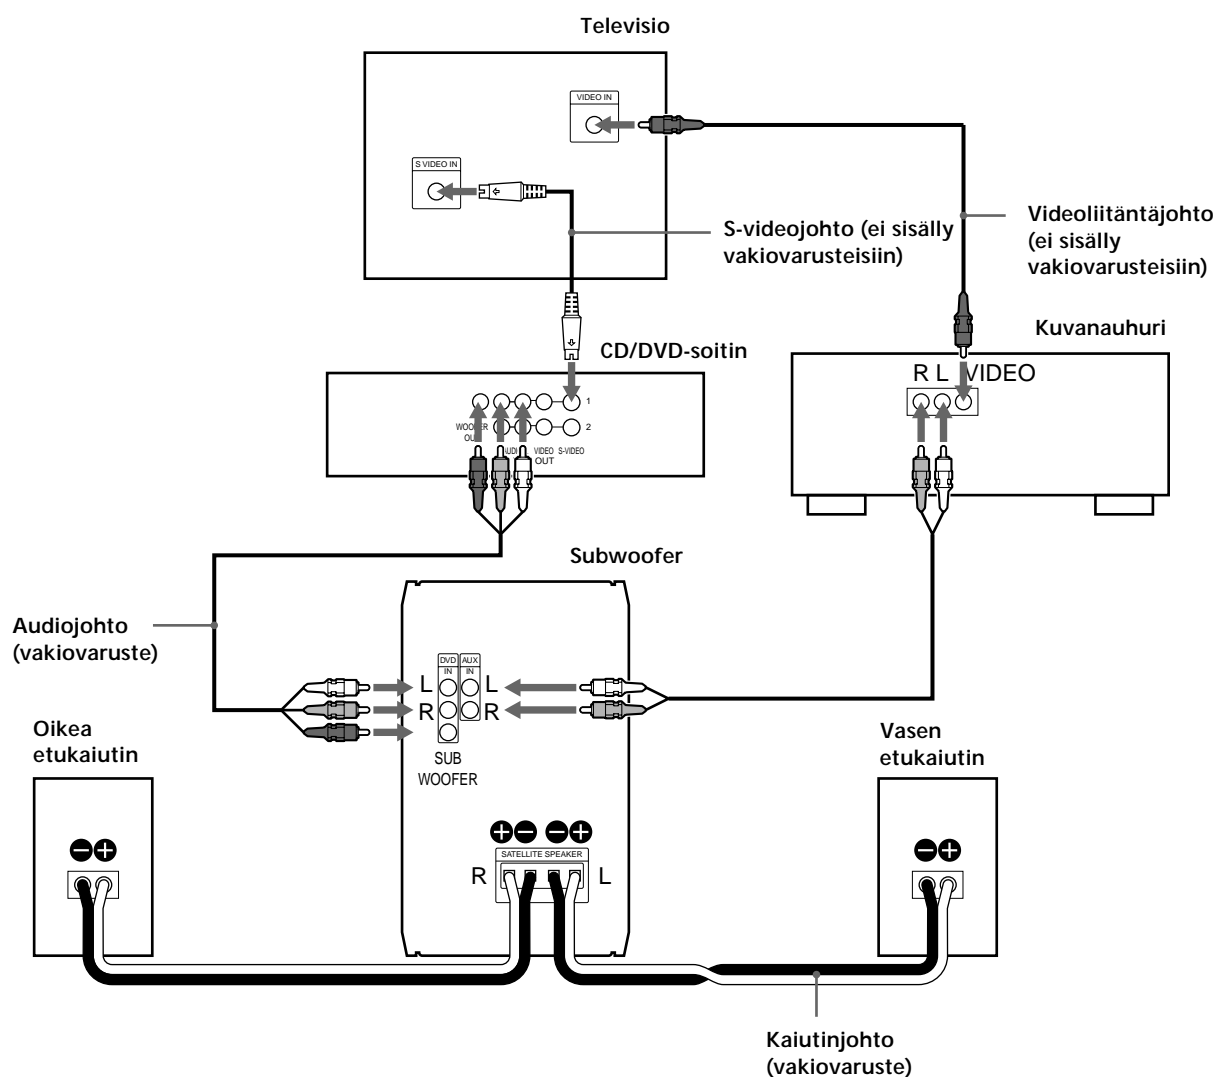 Televisio
VIDEO IN
S VIDEO IN
S-videojohto (ei sisälly
vakiovarusteisiin)
Videoliitäntäjohto
(ei sisälly
vakiovarusteisiin)
Kuvanauhuri
CD/DVD-soitin
R L VIDEO
1
2
VIDEO S-VIDEO
OUT
Subwoofer
Audiojohto
(vakiovaruste)
DVD AUX
IN IN
L L
R R
SUB
WOOFER
Oikea
etukaiutin
Vasen
etukaiutin
SATELLITE SPEAKER
R L
Kaiutinjohto
(vakiovaruste)